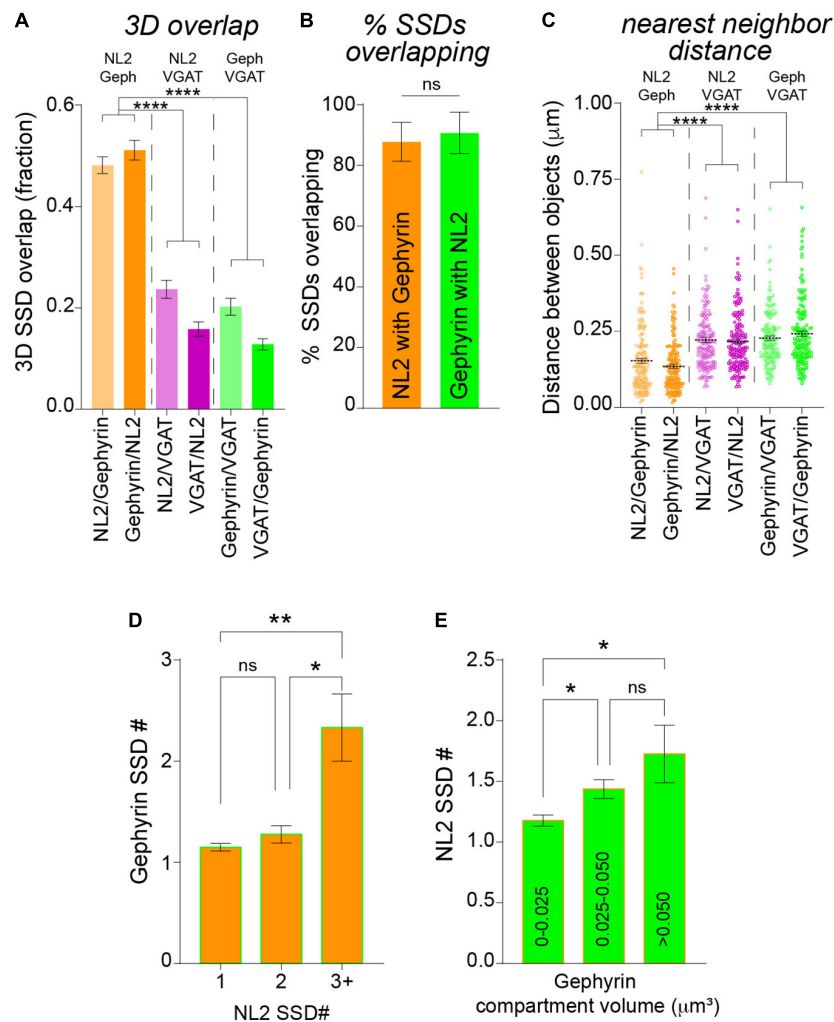 A
3D overlap
NL2
Geph
NL2
VGAT
Geph
VGAT
****
****
3D SSD overlap (fraction)
0.6
0.4
0.2
0.0
NL2/Gephyrin
Gephyrin/NL2
NL2/VGAT
VGAT/NL2
Gephyrin/VGAT
VGAT/Gephyrin
B
% SSDs
overlapping
ns
% SSDs overlapping
100
80
60
40
20
0
NL2 with Gephyrin
Gephyrin with NL2
C
nearest neighbor
distance
NL2
Geph
NL2
VGAT
Geph
VGAT
****
****
Distance between objects (μm)
1.00
0.75
0.50
0.25
0.00
NL2/Gephyrin
Gephyrin/NL2
NL2/VGAT
VGAT/NL2
Gephyrin/VGAT
VGAT/Gephyrin
D
**
ns
*
Gephyrin SSD #
3
2
1
0
1 2 3+
NL2 SSD#
E
*
*
ns
NL2 SSD #
2.5
2.0
1.5
1.0
0.5
0.0
0-0.025
0.025-0.050
>0.050
Gephyrin
compartment volume (μm³)